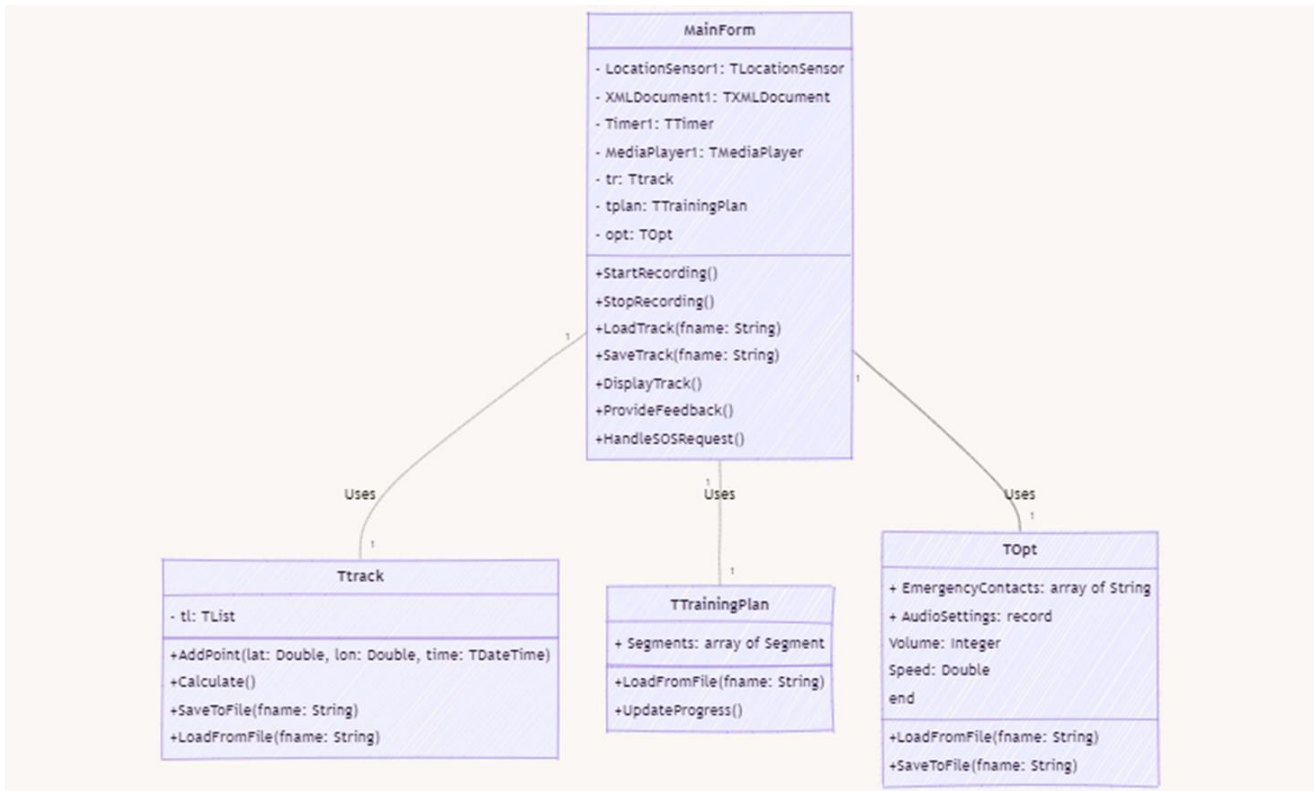 MainForm
- LocationSensor1: TLocationSensor
- XMLDocument1: TXMLDocument
- Timer1: TTimer
- MediaPlayer1: TMediaPlayer
- tr: Ttrack
- tplan: TTrainingPlan
- opt: TOpt
+StartRecording()
+StopRecording()
+LoadTrack(fname: String)
+SaveTrack(fname: String)
+DisplayTrack()
+ProvideFeedback()
+HandleSOSRequest()
1
1
1
Uses
Uses
Uses
1
1
1
Ttrack
- tl: TList
+AddPoint(lat: Double, lon: Double, time: TDateTime)
+Calculate()
+SaveToFile(fname: String)
+LoadFromFile(fname: String)
TTrainingPlan
+ Segments: array of Segment
+LoadFromFile(fname: String)
+UpdateProgress()
TOpt
+ EmergencyContacts: array of String
+ AudioSettings: record
Volume: Integer
Speed: Double
end
+LoadFromFile(fname: String)
+SaveToFile(fname: String)